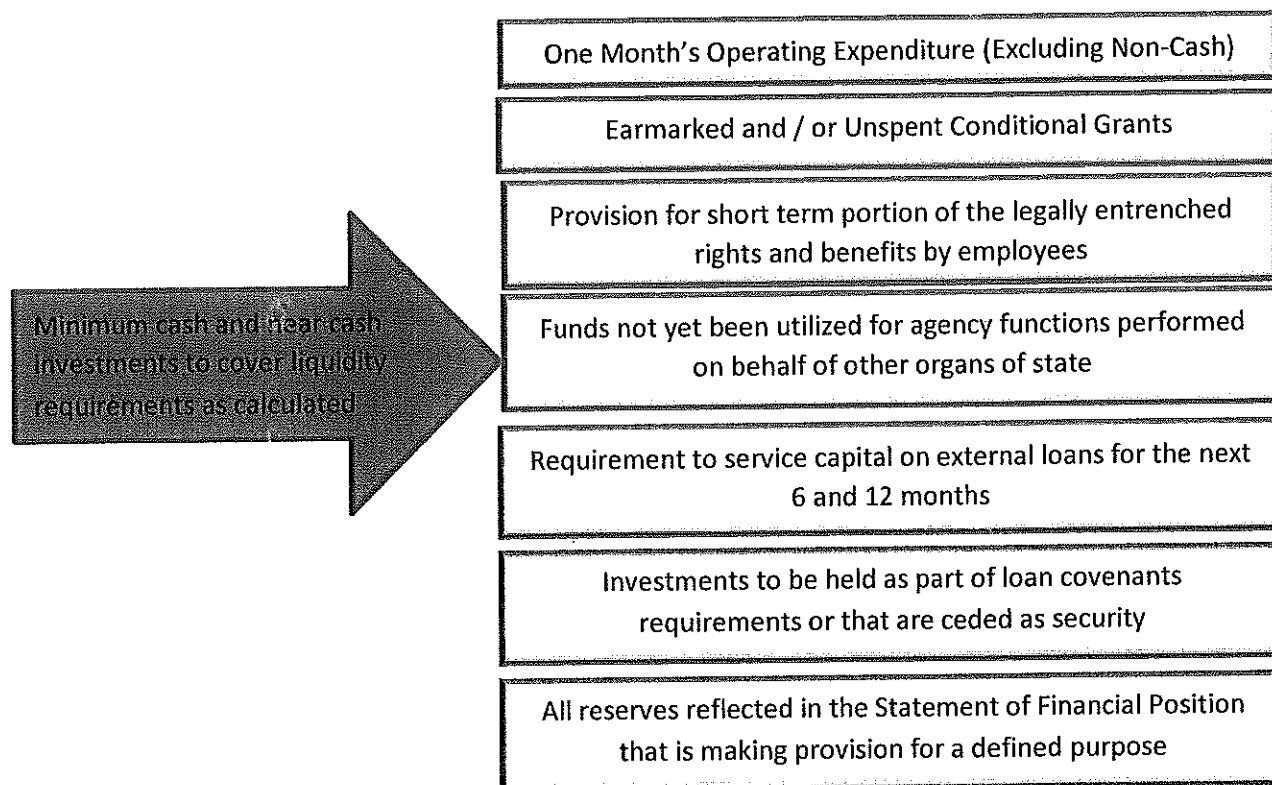 One Month's Operating Expenditure (Excluding Non-Cash)
Earmarked and / or Unspent Conditional Grants
Provision for short term portion of the legally entrenched
rights and benefits by employees
Minimum cash and near cash
investments to cover liquidity
requirements as calculated
Funds not yet been utilized for agency functions performed
on behalf of other organs of state
Requirement to service capital on external loans for the next
6 and 12 months
Investments to be held as part of loan covenants
requirements or that are ceded as security
All reserves reflected in the Statement of Financial Position
that is making provision for a defined purpose